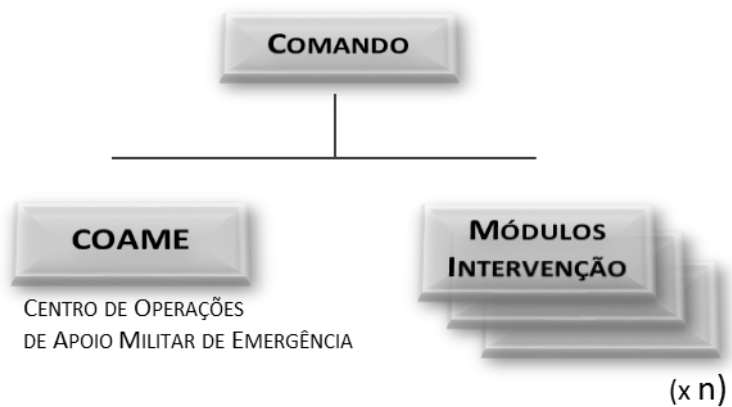 COMANDO
COAME
MÓDULOS
INTERVENÇÃO
CENTRO DE OPERAÇÕES
DE APOIO MILITAR DE EMERGÊNCIA
(x n)